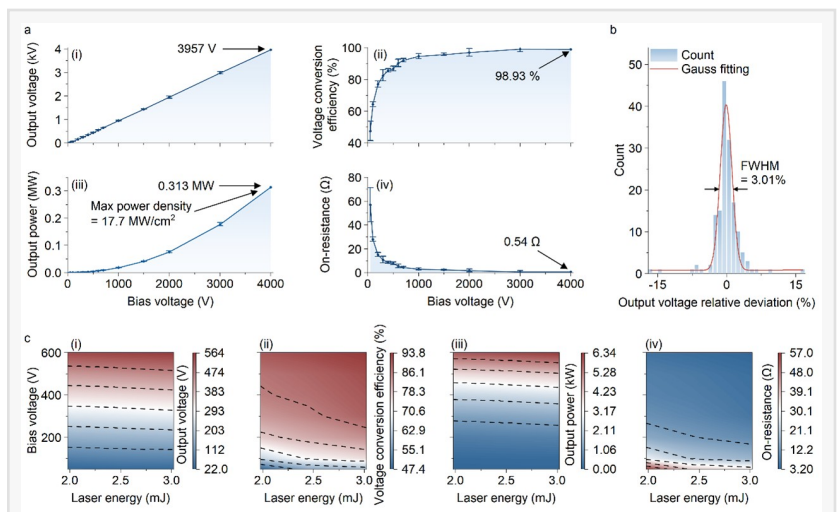 a
(i)
3957 V
Output voltage (kV)
4
3
2
1
0
(ii)
98.93 %
Voltage conversion
efficiency (%)
100
80
60
40
(iii)
0.313 MW
Max power density
= 17.7 MW/cm²
Output power (MW)
0.3
0.2
0.1
0.0
0 1000 2000 3000 4000
Bias voltage (V)
(iv)
0.54 Ω
On-resistance (Ω)
80
60
40
20
0
0 1000 2000 3000 4000
Bias voltage (V)
b
Count
Gauss fitting
FWHM
= 3.01%
Count
50
40
30
20
10
0
-15 0 15
Output voltage relative deviation (%)
c
(i)
Bias voltage (V)
600
400
200
2.0 2.5 3.0
Laser energy (mJ)
Output voltage (V)
564
474
383
293
203
112
22.0
(ii)
2.0 2.5 3.0
Laser energy (mJ)
Voltage conversion efficiency (%)
93.8
86.1
78.3
70.6
62.9
55.1
47.4
(iii)
2.0 2.5 3.0
Laser energy (mJ)
Output power (kW)
6.34
5.28
4.23
3.17
2.11
1.06
0.00
(iv)
2.0 2.5 3.0
Laser energy (mJ)
On-resistance (Ω)
57.0
48.0
39.1
30.1
21.1
12.2
3.20